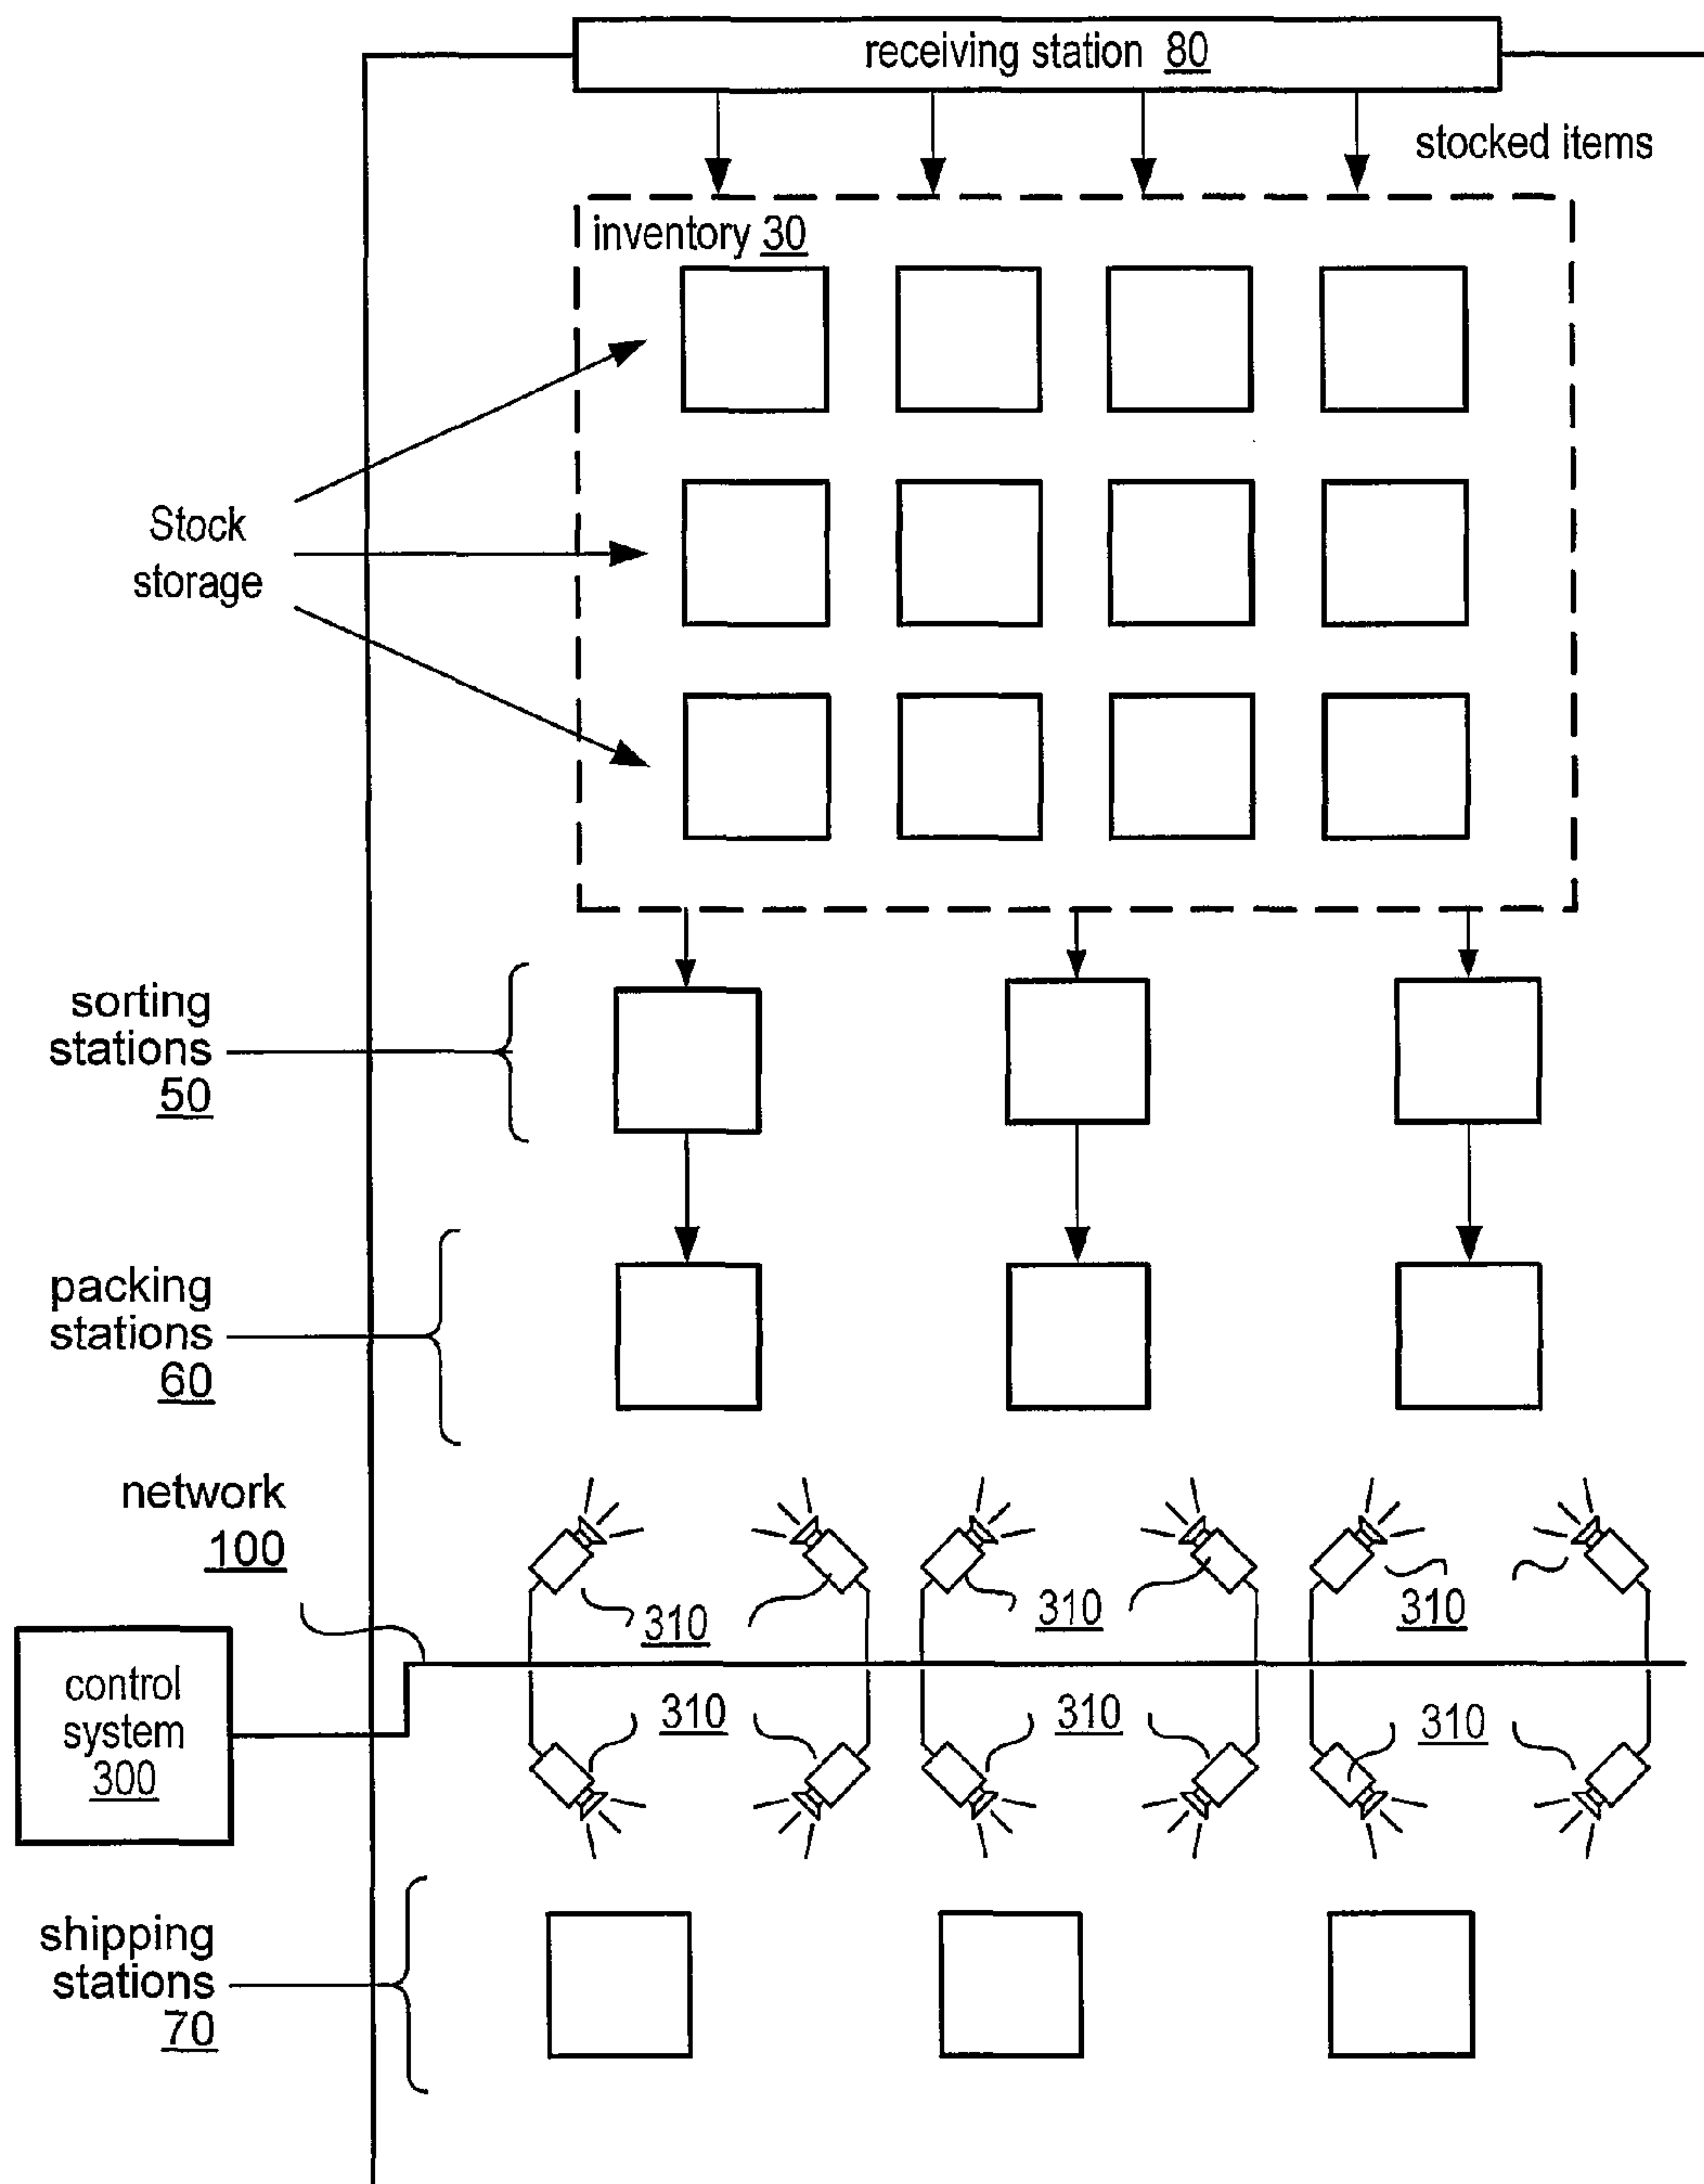 receiving station 80
stocked items
inventory 30
Stock
storage
sorting
stations
50
packing
stations
60
network
100
310
310
310
control
system
300
310
310
310
shipping
stations
70